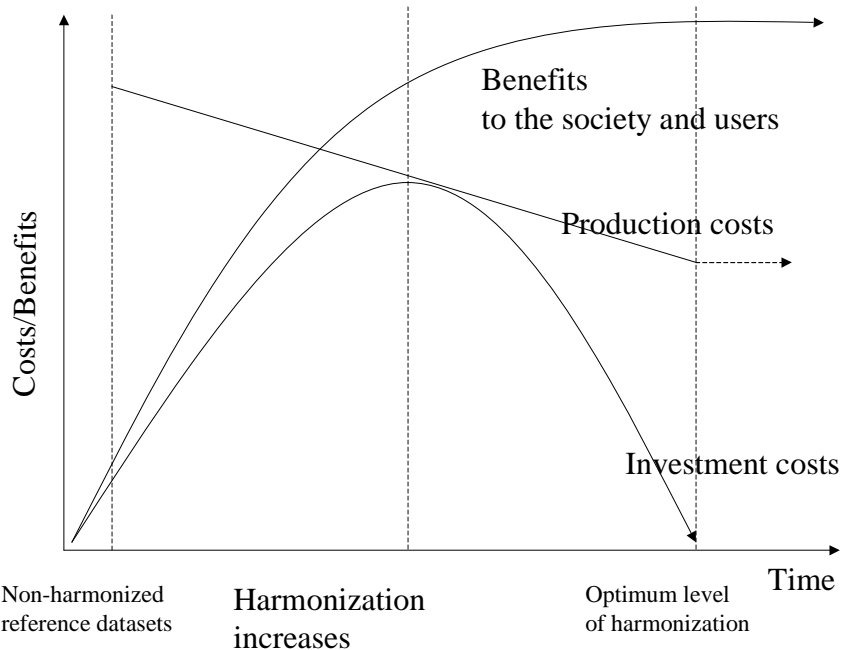 Benefits
to the society and users
Production costs
Costs/Benefits
Investment costs
Time
Non-harmonized
reference datasets
Harmonization
increases
Optimum level
of harmonization